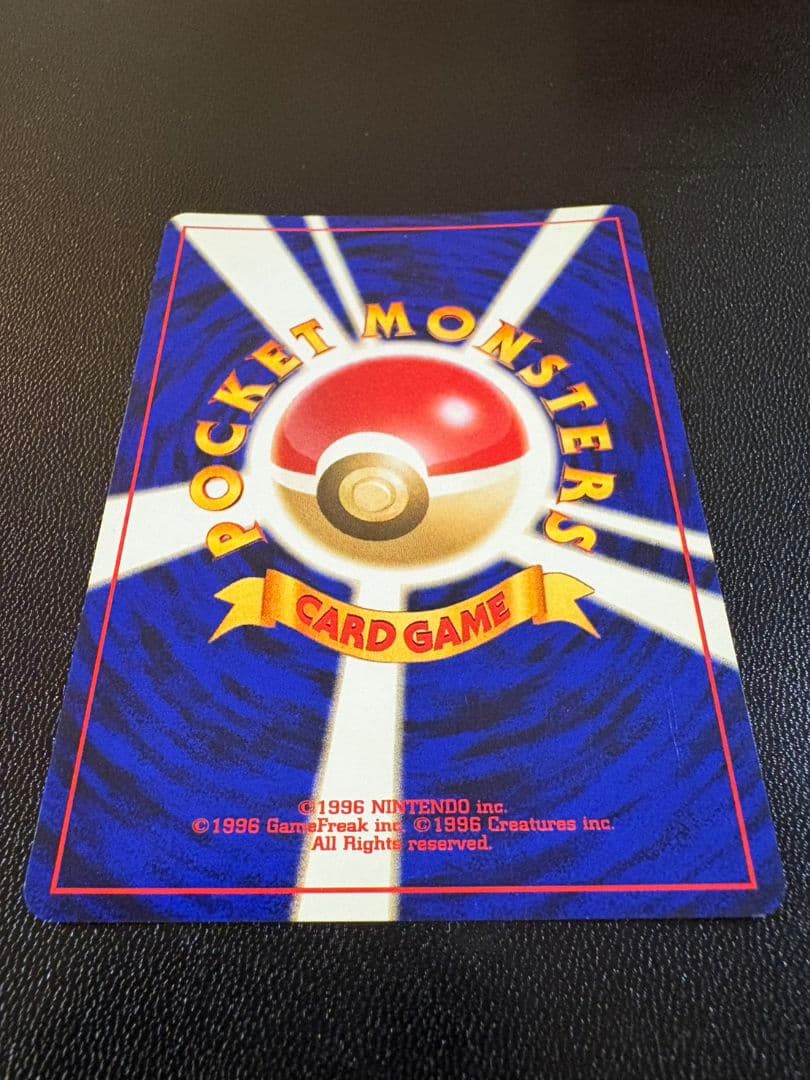 POCKET MONSTERS
CARD GAME
©1996 NINTENDO inc.
©1996 GameFreak inc. ©1996 Creatures inc.
All Rights reserved.